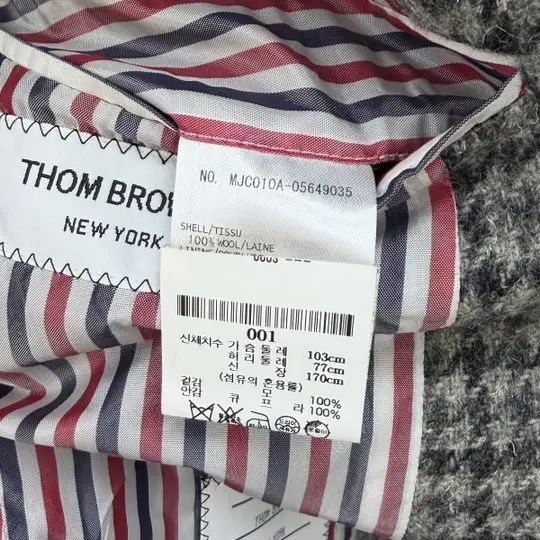 NO. MJC010A-05649035
THOM BROW
NEW YORK
SHELL/TISSU
100% WOOL/LAINE
001
신체치수 가슴둘레 103cm
허리둘레 77cm
신 장 170cm
겉감 (섬유의 혼용률)
모 100%
안감 큐 프 라 100%
THOM BRO